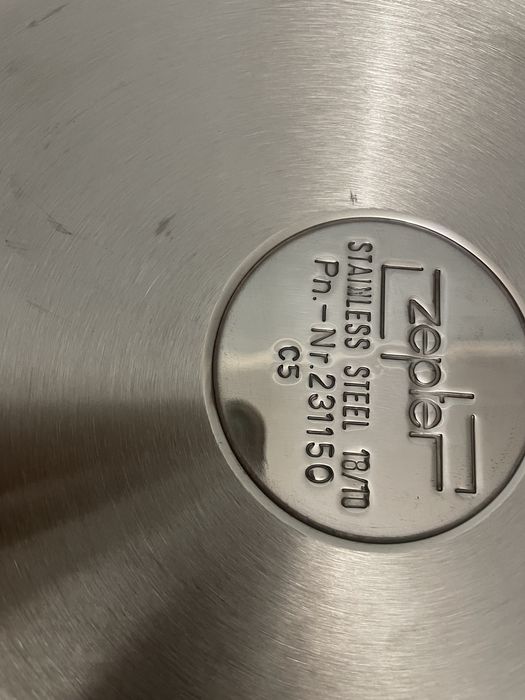 zepter
STAINLESS STEEL 18/10
Pn.-Nr.231150
C5